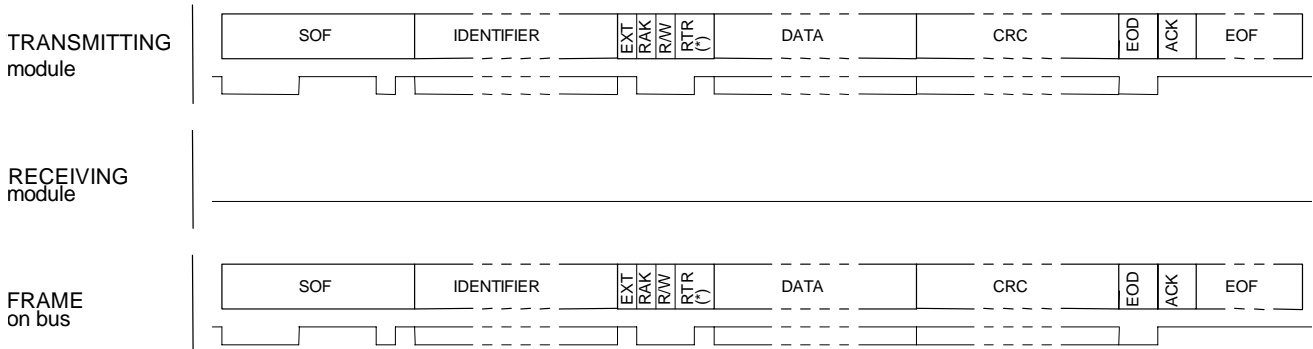 TRANSMITTING
module
SOF IDENTIFIER EXT RAK R/W RTR (*) DATA CRC EOD ACK EOF
RECEIVING
module
FRAME
on bus
SOF IDENTIFIER EXT RAK R/W RTR (*) DATA CRC EOD ACK EOF